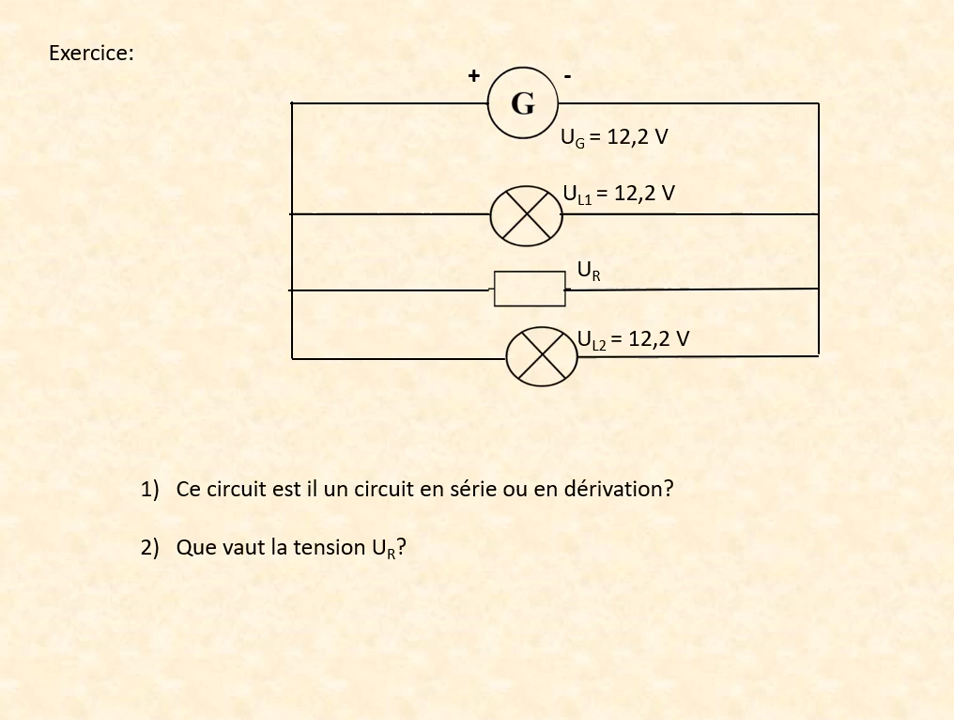 Exercice:
+ -
G
UG = 12,2 V
UL1 = 12,2 V
UR
UL2 = 12,2 V
1) Ce circuit est il un circuit en série ou en dérivation?
2) Que vaut la tension UR?